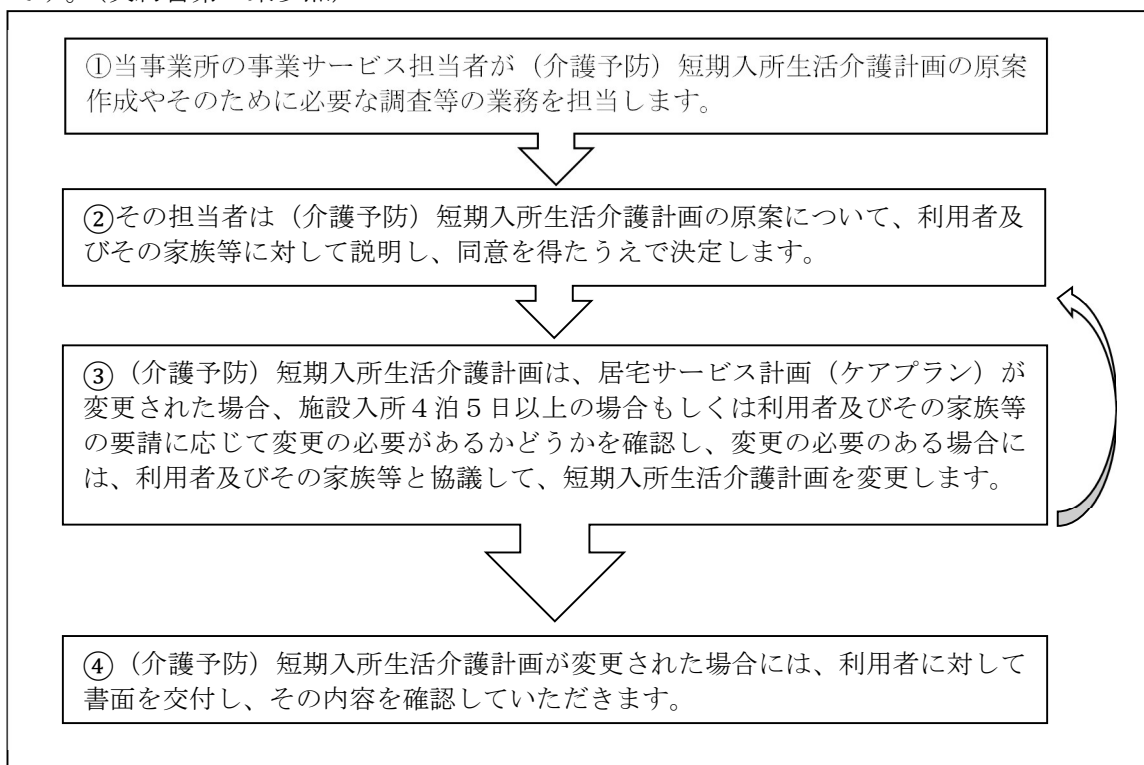 ①当事業所の事業サービス担当者が（介護予防）短期入所生活介護計画の原案
作成やそのために必要な調査等の業務を担当します。
②その担当者は（介護予防）短期入所生活介護計画の原案について、利用者及
びその家族等に対して説明し、同意を得たうえで決定します。
③（介護予防）短期入所生活介護計画は、居宅サービス計画（ケアプラン）が
変更された場合、施設入所４泊５日以上の場合もしくは利用者及びその家族等
の要請に応じて変更の必要があるかどうかを確認し、変更の必要のある場合に
は、利用者及びその家族等と協議して、短期入所生活介護計画を変更します。
④（介護予防）短期入所生活介護計画が変更された場合には、利用者に対して
書面を交付し、その内容を確認していただきます。